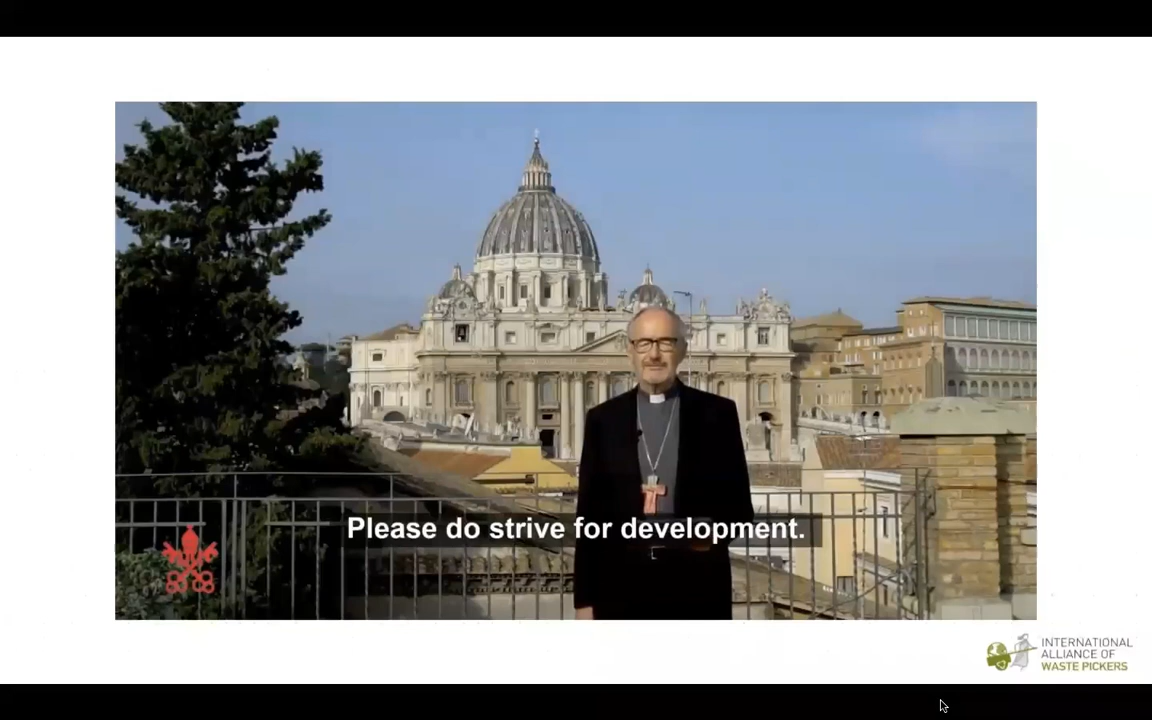 Please do strive for development.
INTERNATIONAL
ALLIANCE OF
WASTE PICKERS